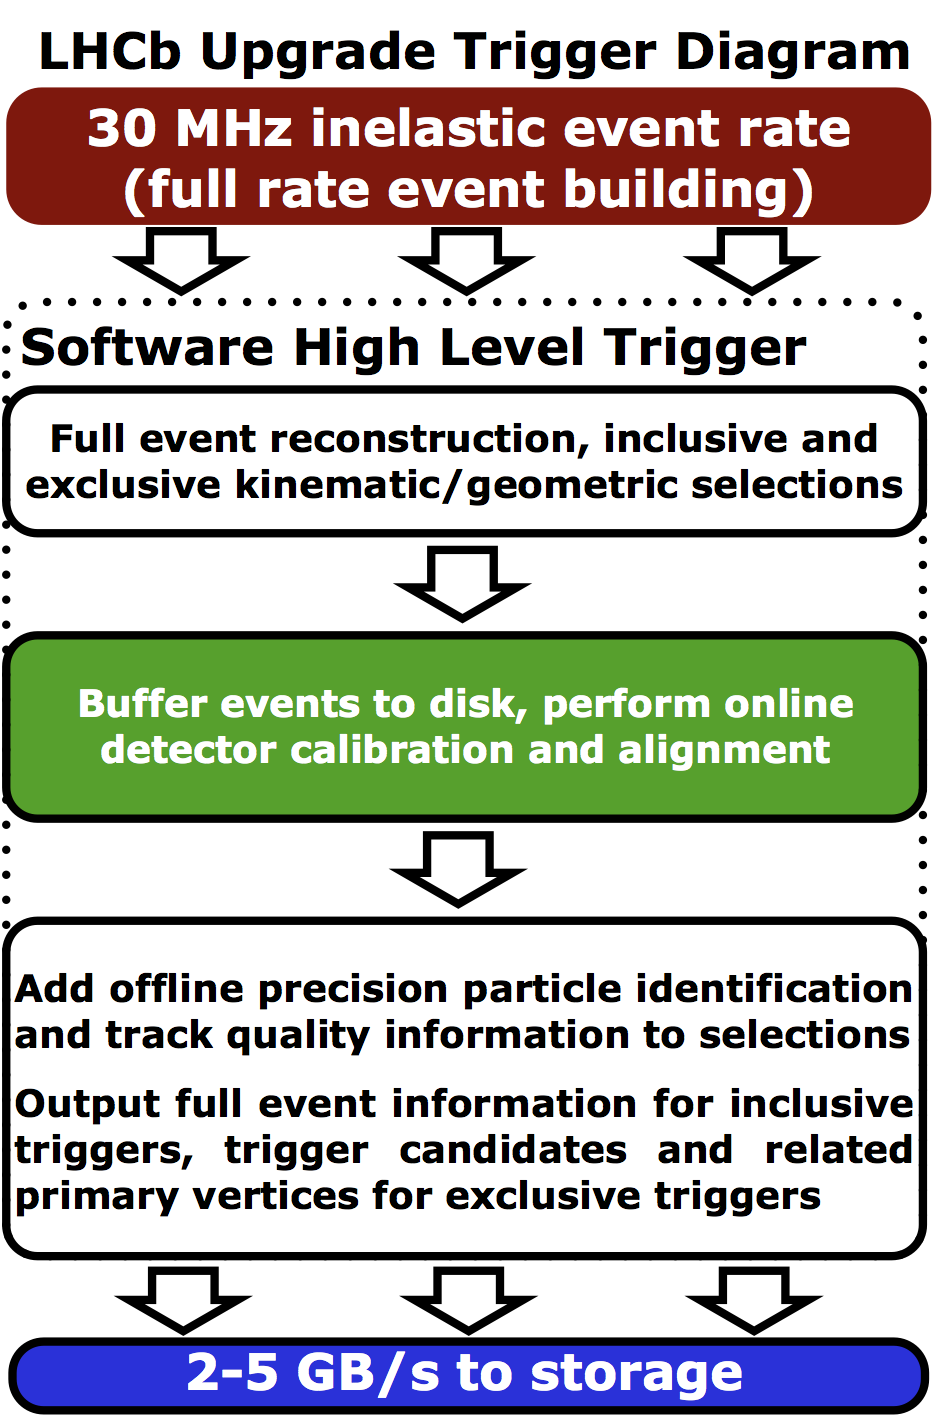 LHCb Upgrade Trigger Diagram
30 MHz inelastic event rate
(full rate event building)
Software High Level Trigger
Full event reconstruction, inclusive and
exclusive kinematic/geometric selections
Buffer events to disk, perform online
detector calibration and alignment
Add offline precision particle identification
and track quality information to selections
Output full event information for inclusive
triggers, trigger candidates and related
primary vertices for exclusive triggers
2-5 GB/s to storage